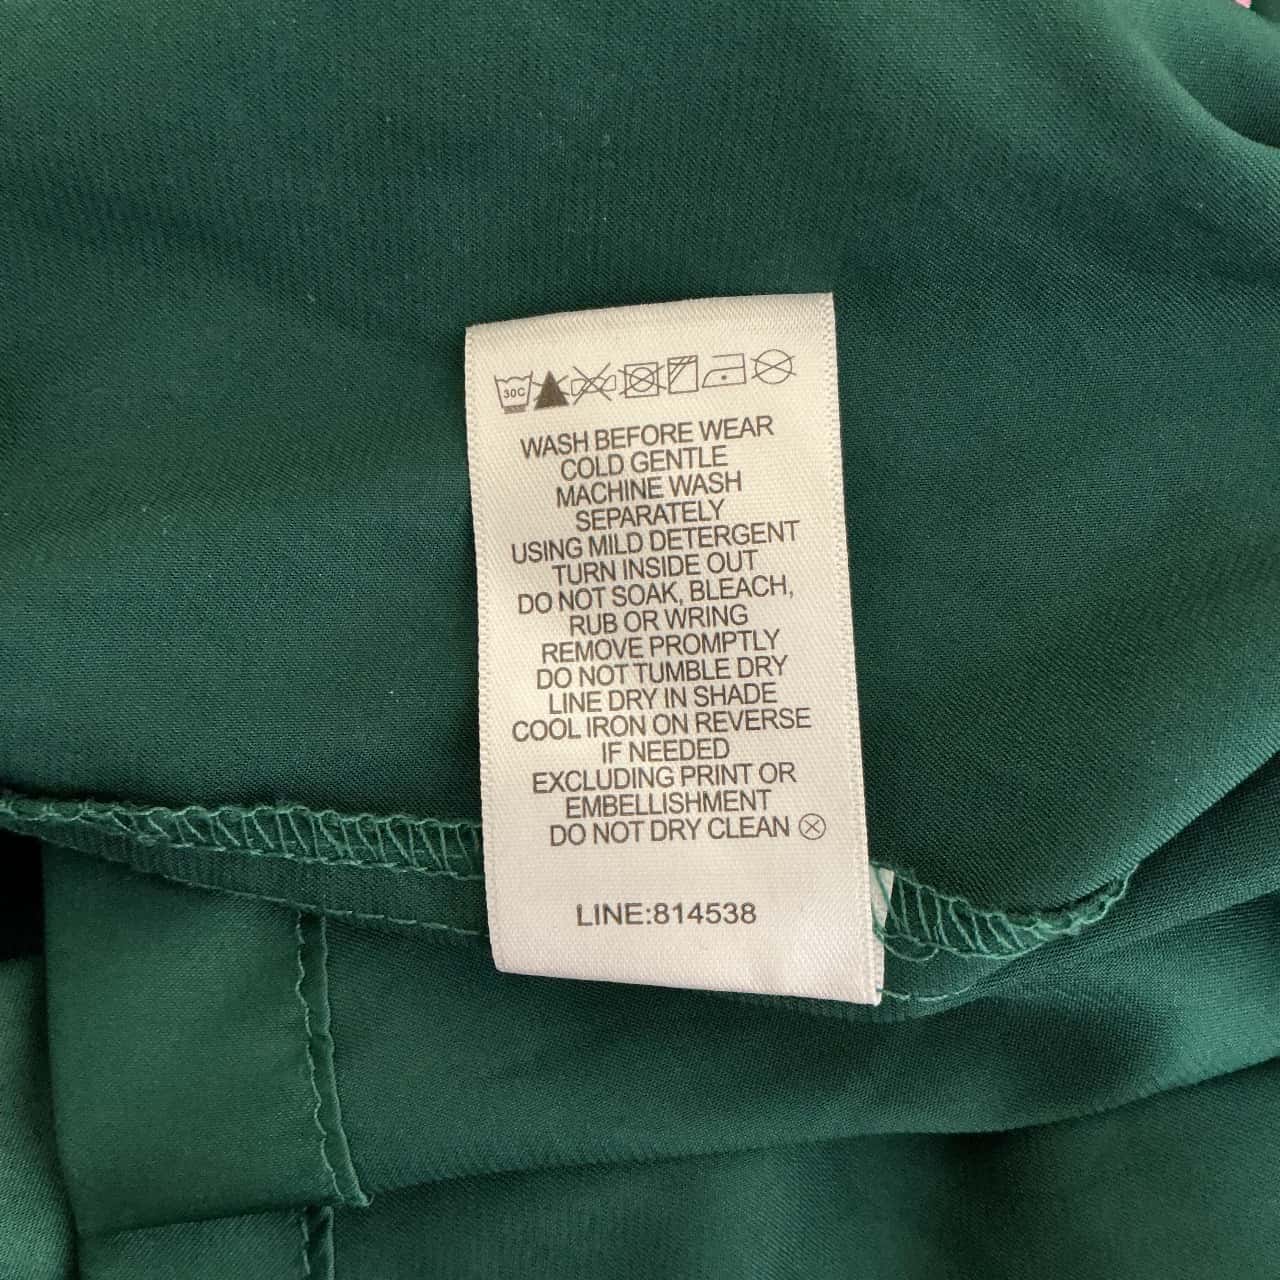 30C
WASH BEFORE WEAR
COLD GENTLE
MACHINE WASH
SEPARATELY
USING MILD DETERGENT
TURN INSIDE OUT
DO NOT SOAK, BLEACH,
RUB OR WRING
REMOVE PROMPTLY
DO NOT TUMBLE DRY
LINE DRY IN SHADE
COOL IRON ON REVERSE
IF NEEDED
EXCLUDING PRINT OR
EMBELLISHMENT
DO NOT DRY CLEAN ⓧ
LINE:814538